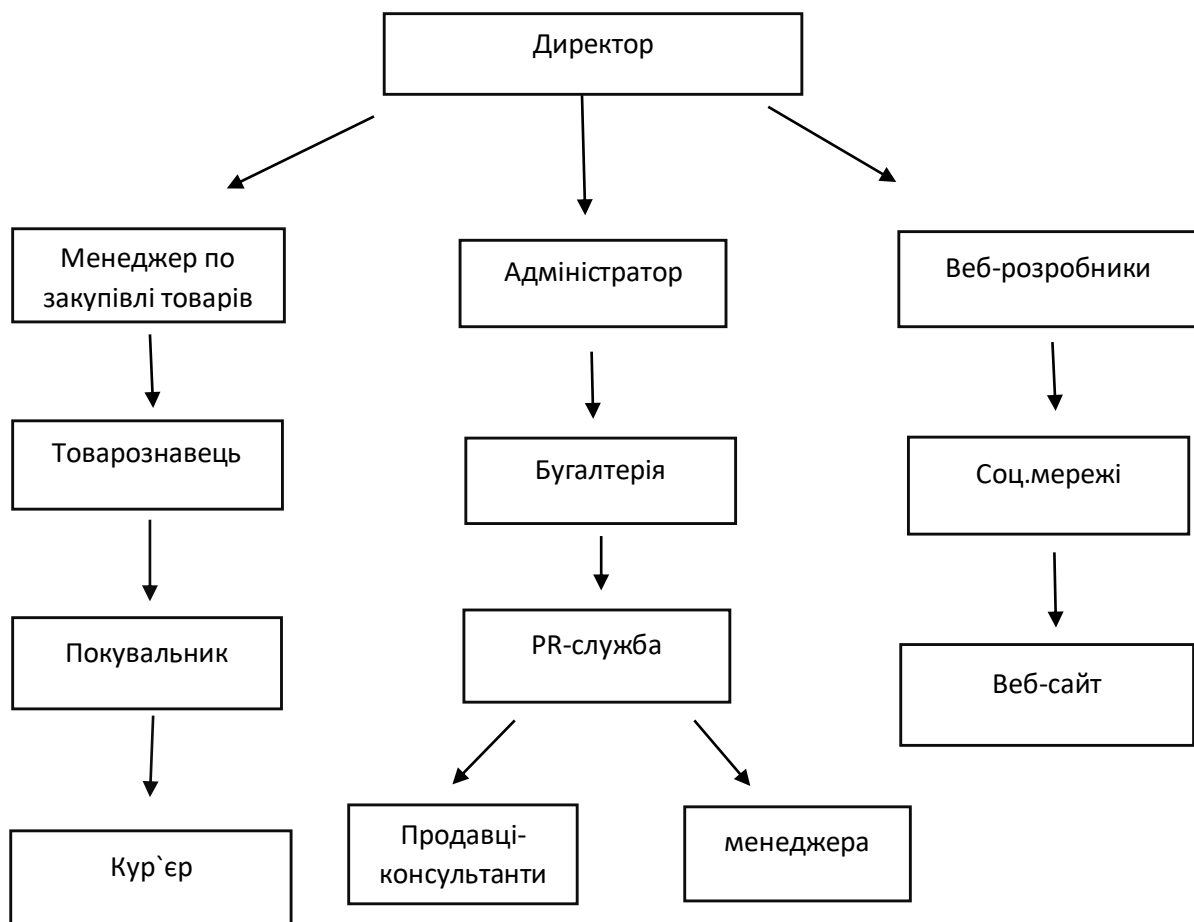 Директор
Менеджер по
закупівлі товарів
Адміністратор
Веб-розробники
Товарознавець
Бугалтерія
Соц.мережі
Покувальник
PR-служба
Веб-сайт
Кур`єр
Продавці-
консультанти
менеджера